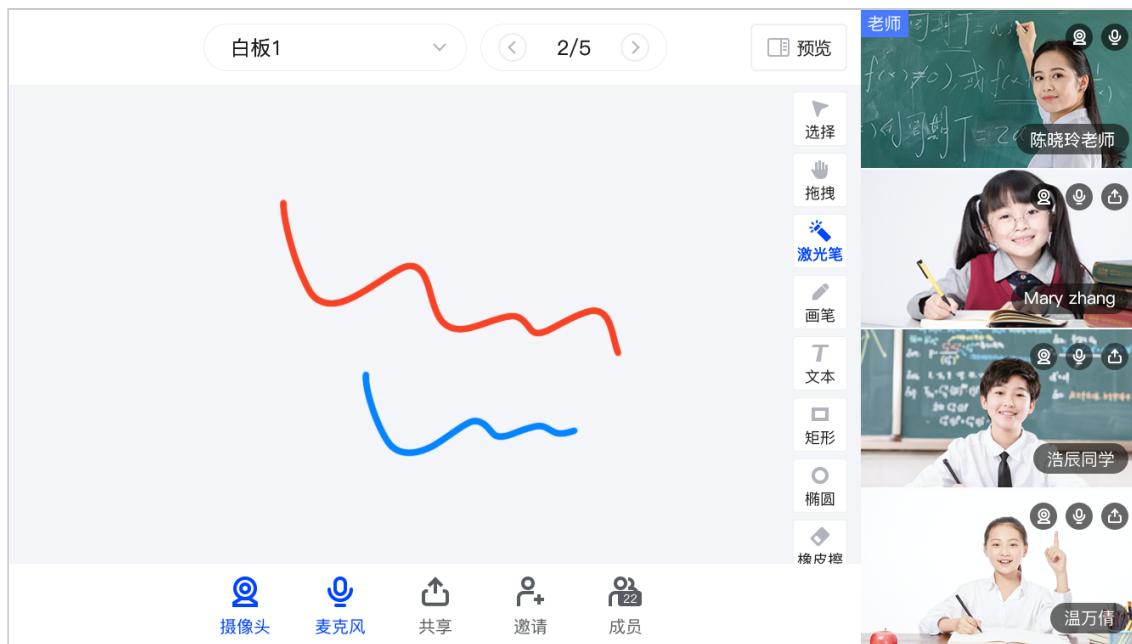 白板1
2/5
预览
选择
拖拽
激光笔
画笔
文本
矩形
椭圆
橡皮擦
摄像头
麦克风
共享
邀请
22
成员
老师
陈晓玲老师
Mary zhang
浩辰同学
温万倩